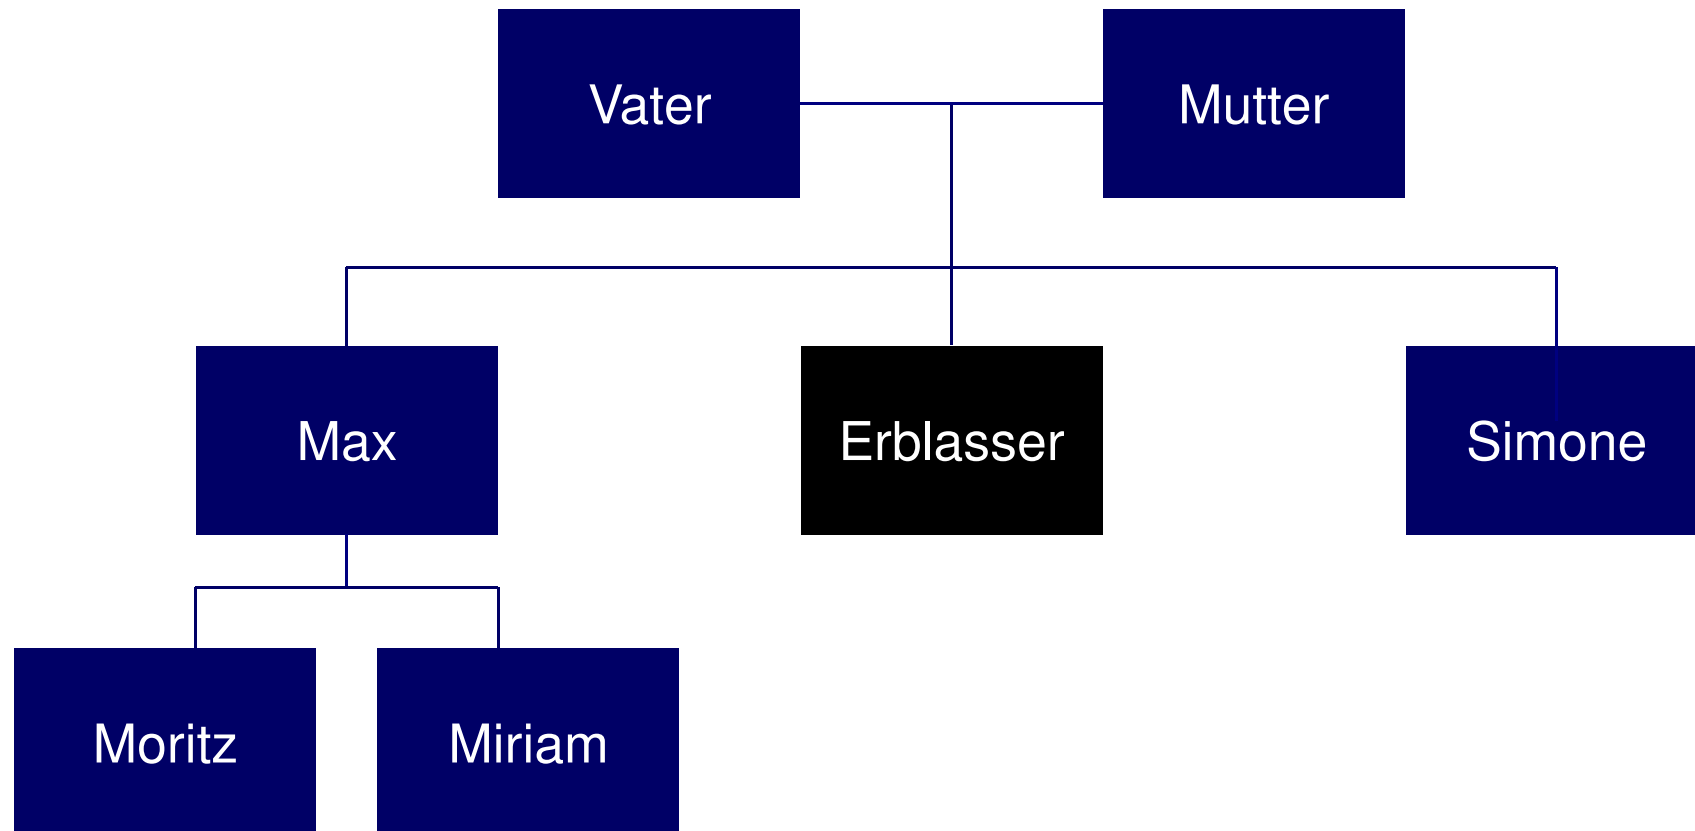 Vater
Mutter
Max
Erblasser
Simone
Moritz
Miriam